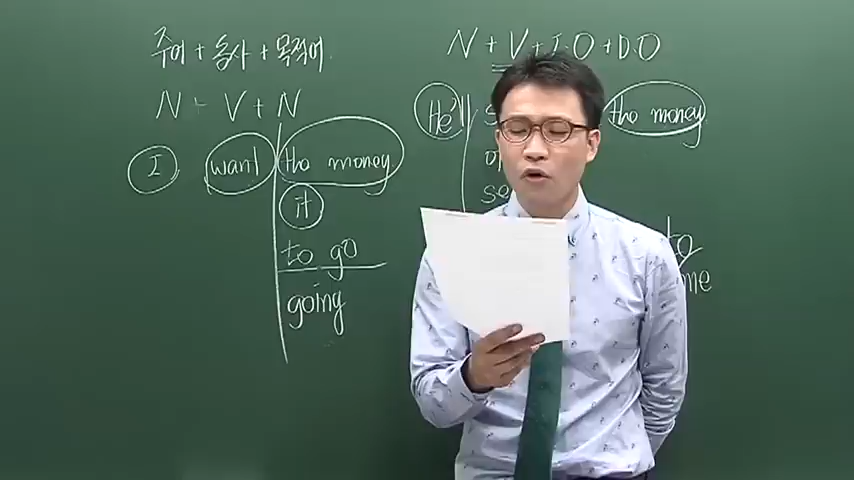 주어 + 동사 + 목적어.
N + V + N
I want the money.
it
to go
going
N + V + I.O + D.O
He'll the money
to
me